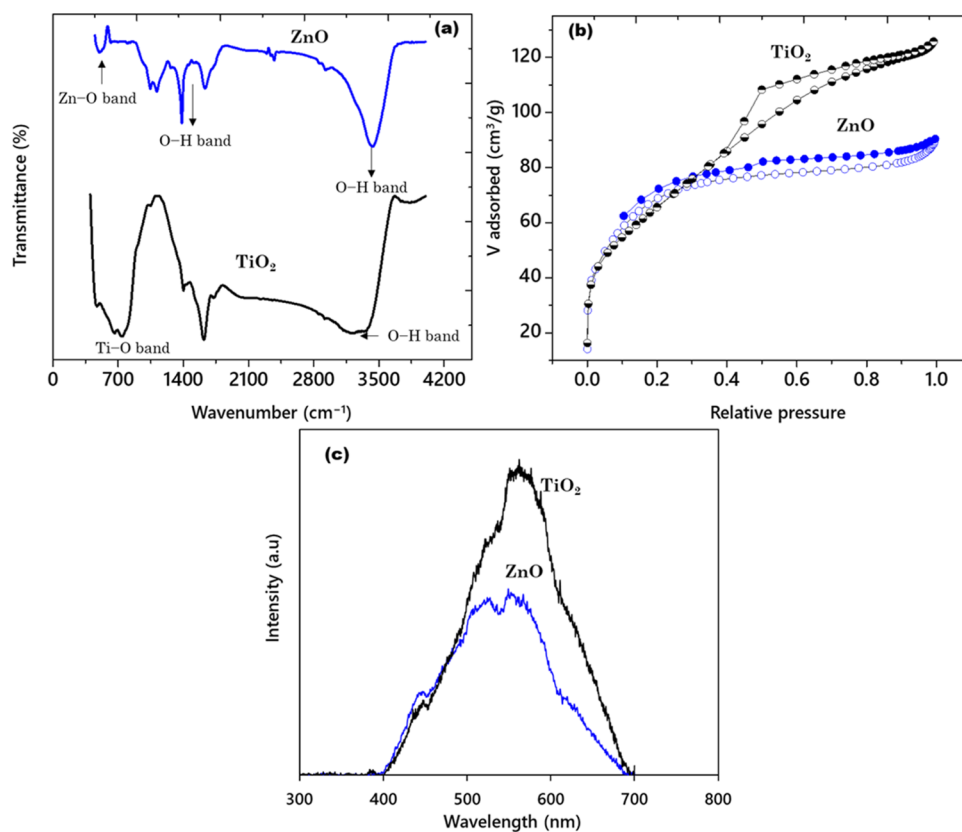 (a)
ZnO
Zn−O band
O−H band
O−H band
TiO₂
O−H band
Ti−O band
Transmittance (%)
0 700 1400 2100 2800 3500 4200
Wavenumber (cm⁻¹)
(b)
TiO₂
ZnO
V adsorbed (cm³/g)
120
100
80
60
40
20
0.0 0.2 0.4 0.6 0.8 1.0
Relative pressure
(c)
TiO₂
ZnO
Intensity (a.u)
300 400 500 600 700 800
Wavelength (nm)